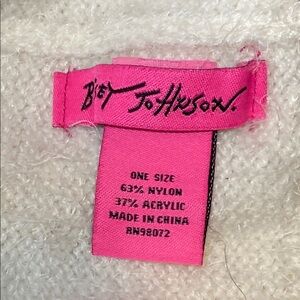 BETSEY JOHNSON.
ONE SIZE
63% NYLON
37% ACRYLIC
MADE IN CHINA
RN98072